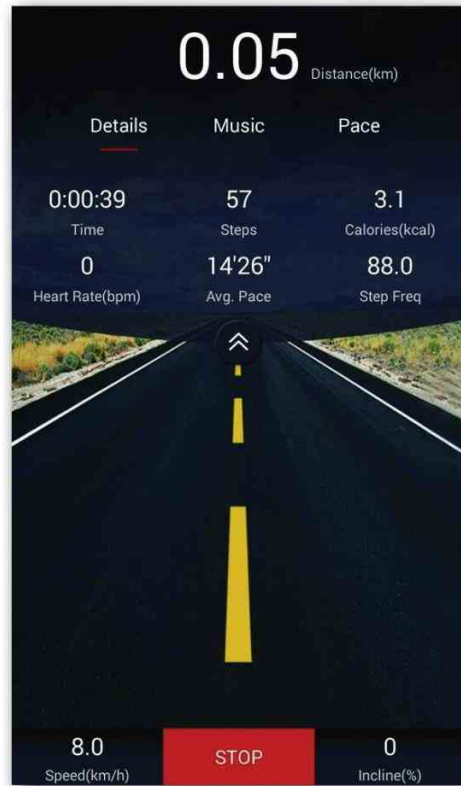 0.05 Distance(km)
Details Music Pace
0:00:39 57 3.1
Time Steps Calories(kcal)
0 14'26" 88.0
Heart Rate(bpm) Avg. Pace Step Freq
8.0 STOP 0
Speed(km/h) Incline(%)